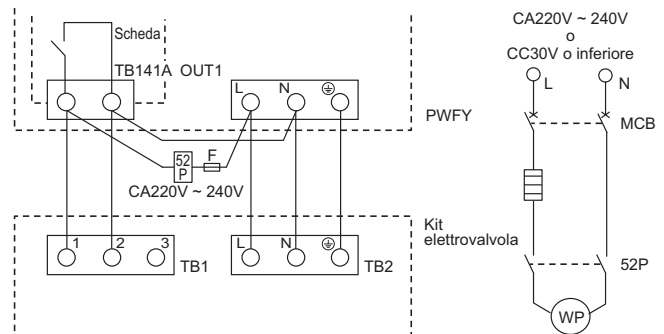 Scheda
TB141A OUT1
L N
52
P
F
CA220V ~ 240V
PWFY
Kit
elettrovalvola
1 2 3
TB1
L N
TB2
CA220V ~ 240V
o
CC30V o inferiore
L N
MCB
52P
WP